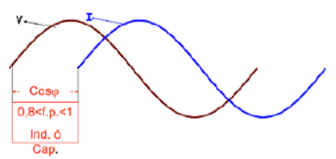 V I
Cosφ
0,8<f.p.<1
Ind. ó
Cap.